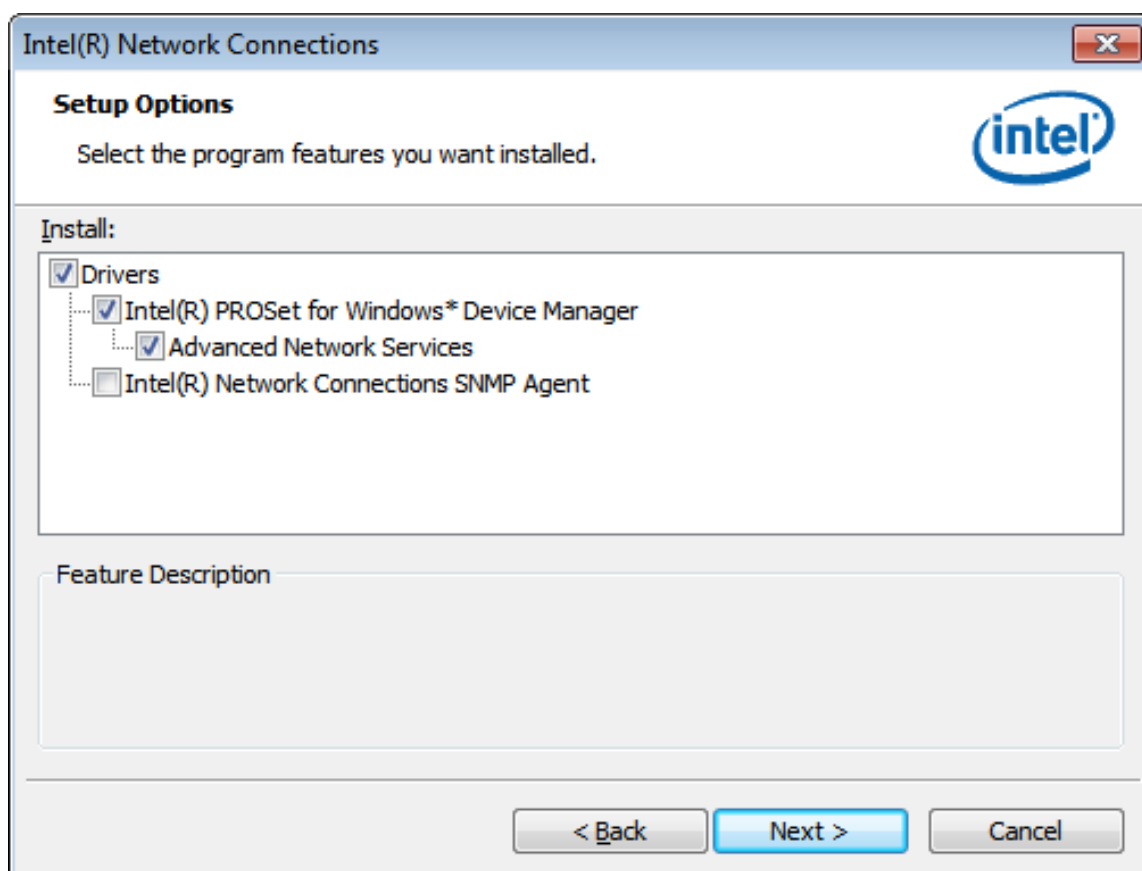 Intel(R) Network Connections
Setup Options
Select the program features you want installed.
intel
Install:
Drivers
Intel(R) PROSet for Windows* Device Manager
Advanced Network Services
Intel(R) Network Connections SNMP Agent
Feature Description
< Back Next > Cancel